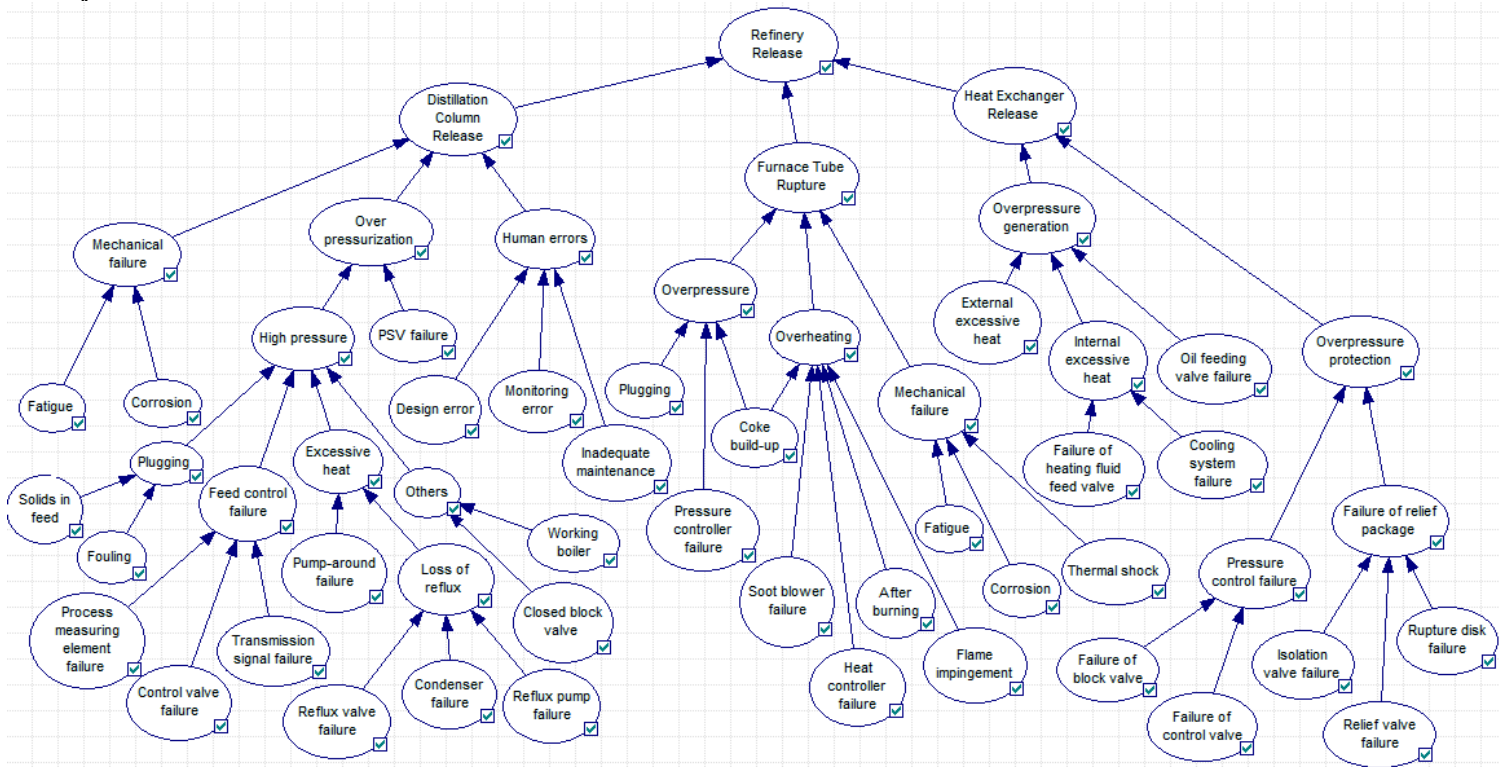 Refinery
Release
Distillation
Column
Release
Heat Exchanger
Release
Furnace Tube
Rupture
Mechanical
failure
Over
pressurization
Human errors
Overpressure
generation
Overpressure
External
excessive
heat
High pressure
PSV failure
Overheating
Internal
excessive
heat
Oil feeding
valve failure
Overpressure
protection
Fatigue
Corrosion
Design error
Monitoring
error
Plugging
Mechanical
failure
Coke
build-up
Inadequate
maintenance
Plugging
Excessive
heat
Failure of
heating fluid
feed valve
Cooling
system
failure
Solids in
feed
Feed control
failure
Others
Fouling
Pump-around
failure
Loss of
reflux
Working
boiler
Pressure
controller
failure
Fatigue
Failure of relief
package
Process
measuring
element
failure
Transmission
signal failure
Closed block
valve
Soot blower
failure
After
burning
Corrosion
Thermal shock
Pressure
control failure
Control valve
failure
Reflux valve
failure
Condenser
failure
Reflux pump
failure
Heat
controller
failure
Flame
impingement
Failure of
block valve
Isolation
valve failure
Rupture disk
failure
Failure of
control valve
Relief valve
failure